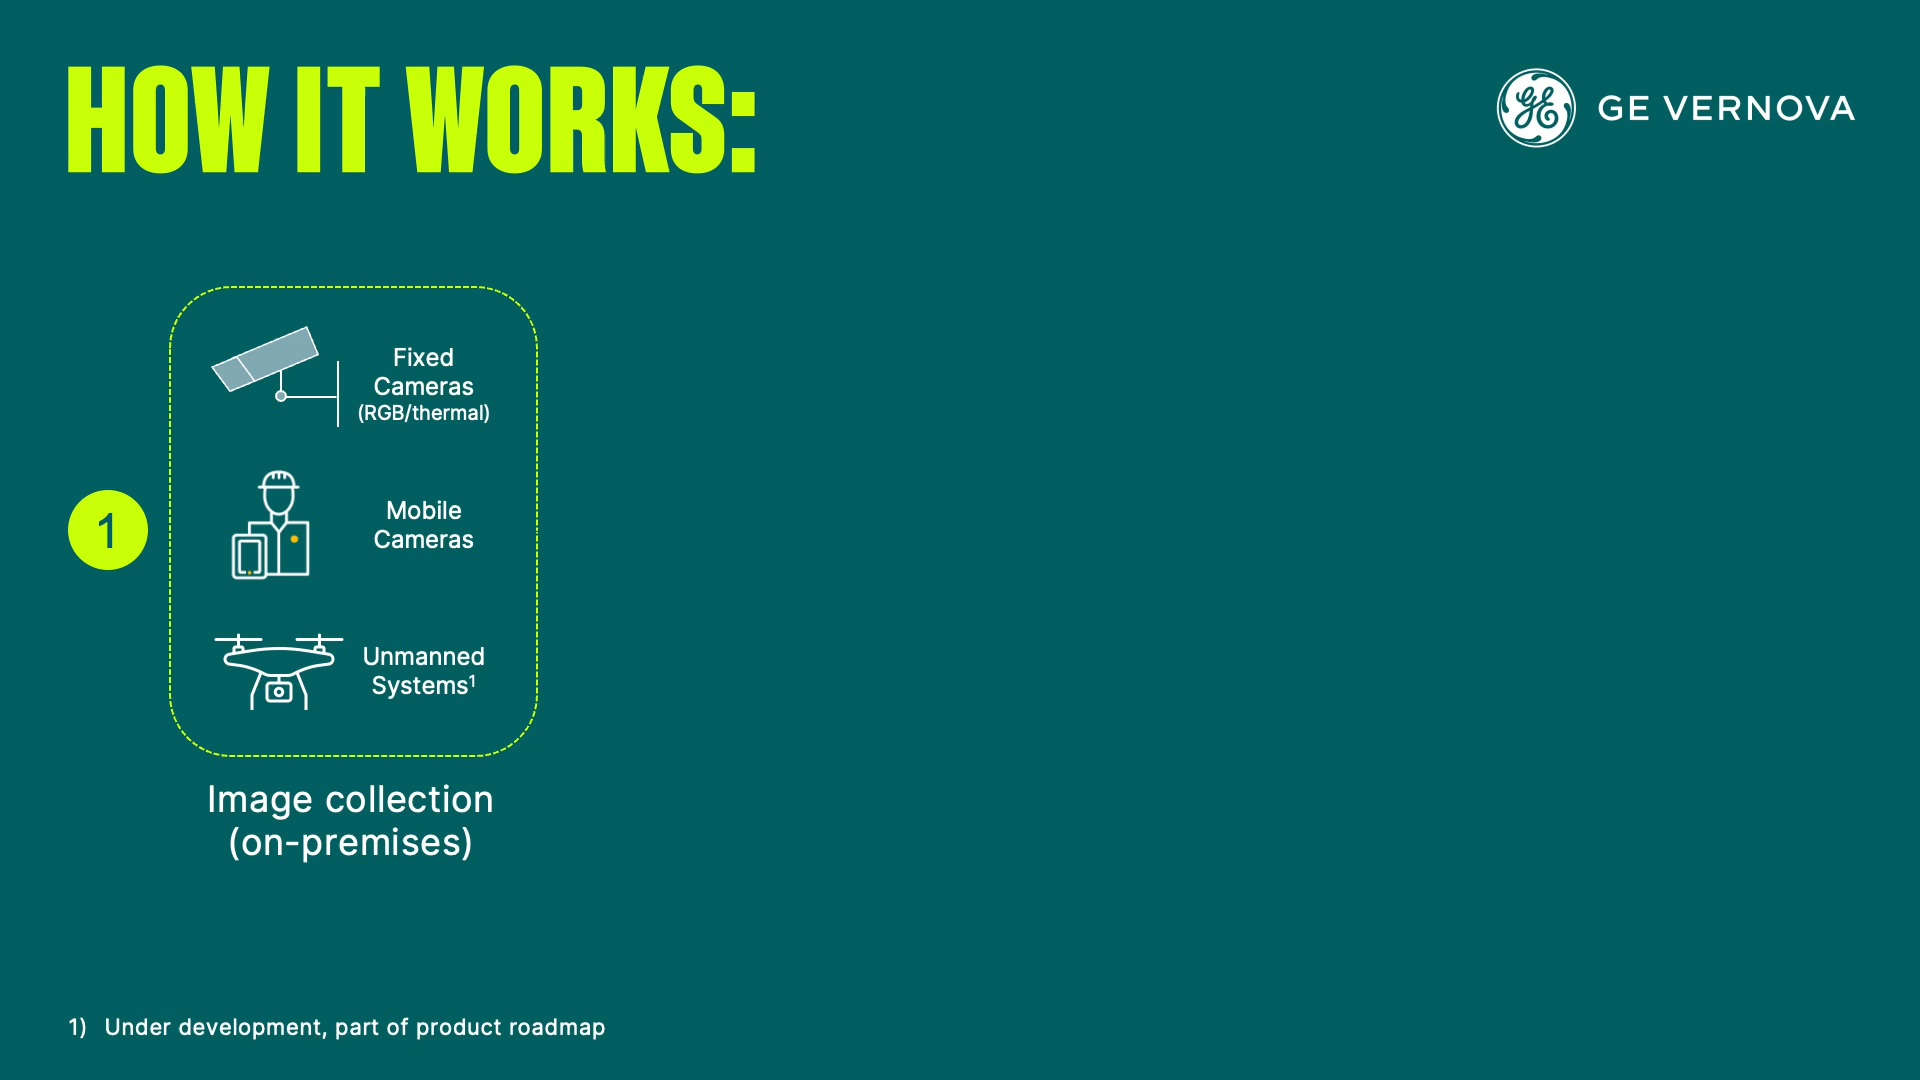 HOW IT WORKS:
GE VERNOVA
1
Fixed
Cameras
(RGB/thermal)
Mobile
Cameras
Unmanned
Systems¹
Image collection
(on-premises)
1) Under development, part of product roadmap